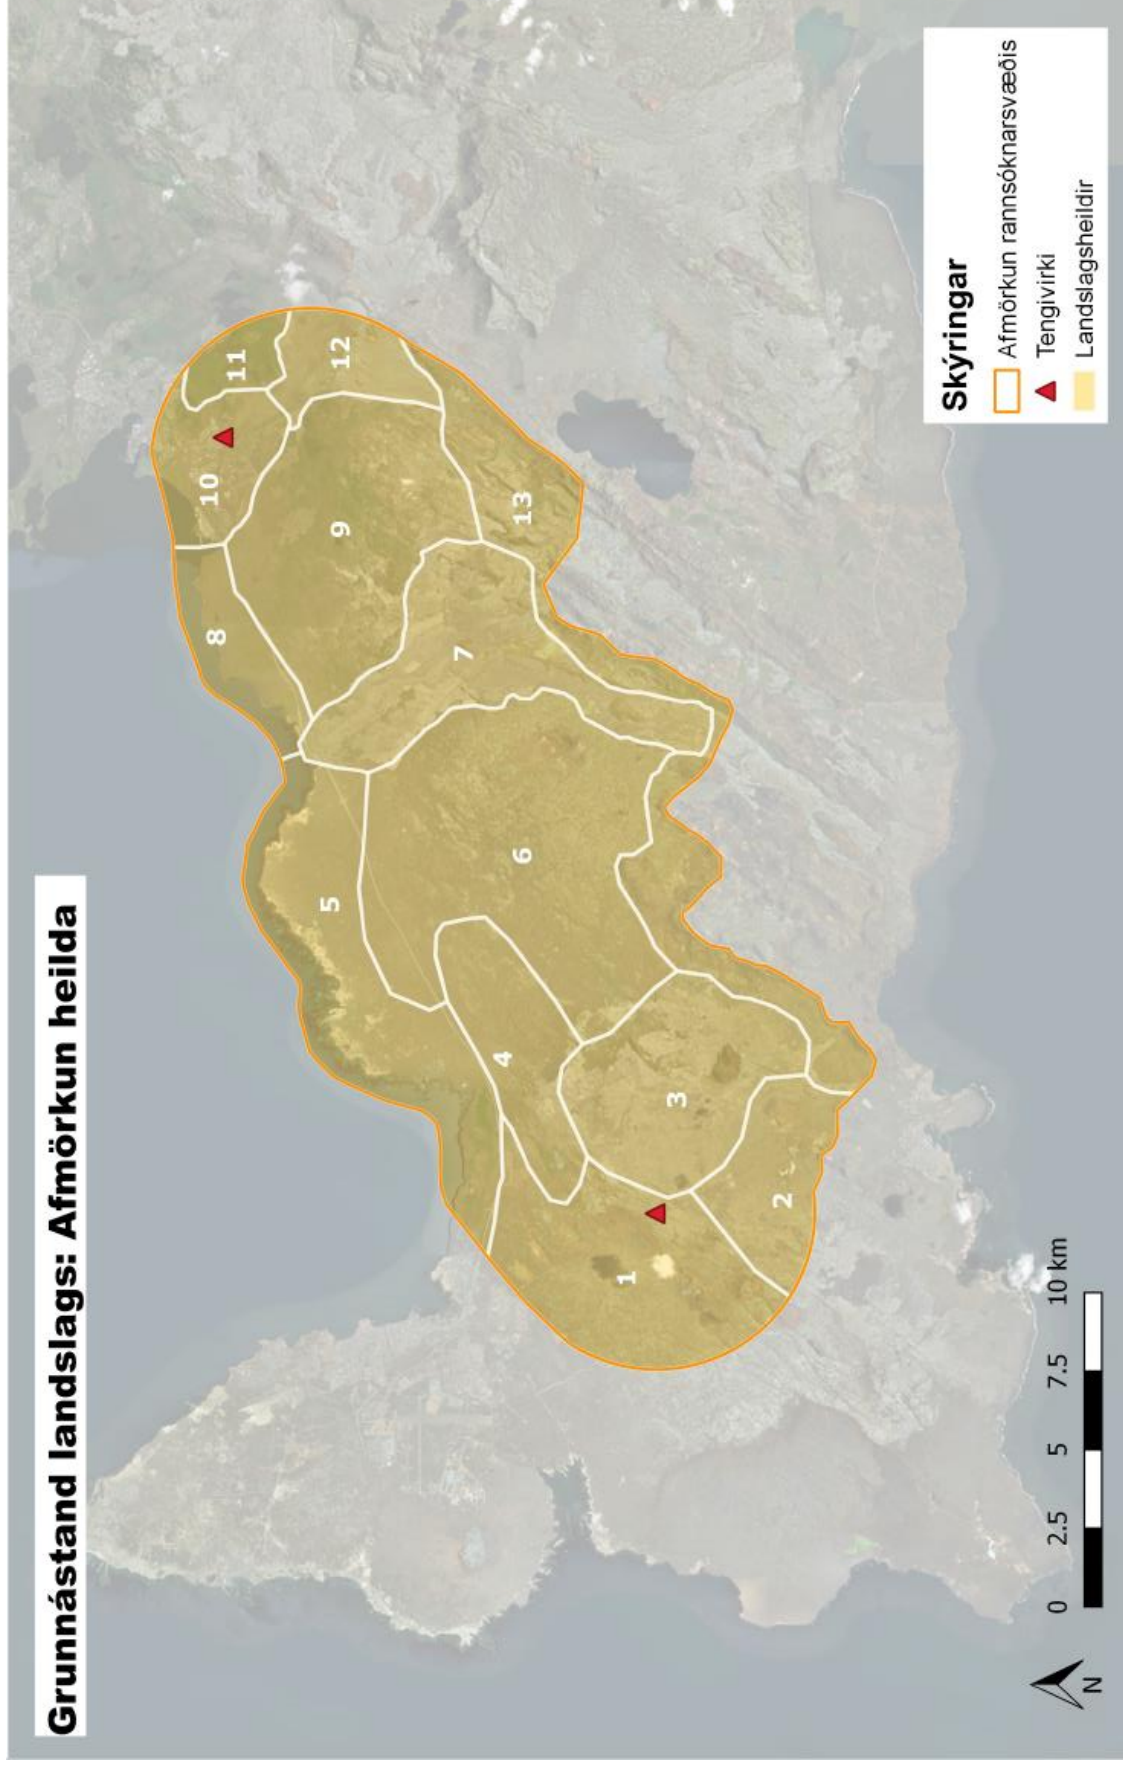 Grunnástand landslags: Afmörkun heilda
11
12
10
9
13
8
7
6
5
4
3
2
1
Skýringar
Afmörkun rannsóknarsvæðis
Tengivirki
Landslagsheildir
N
0 2.5 5 7.5 10 km